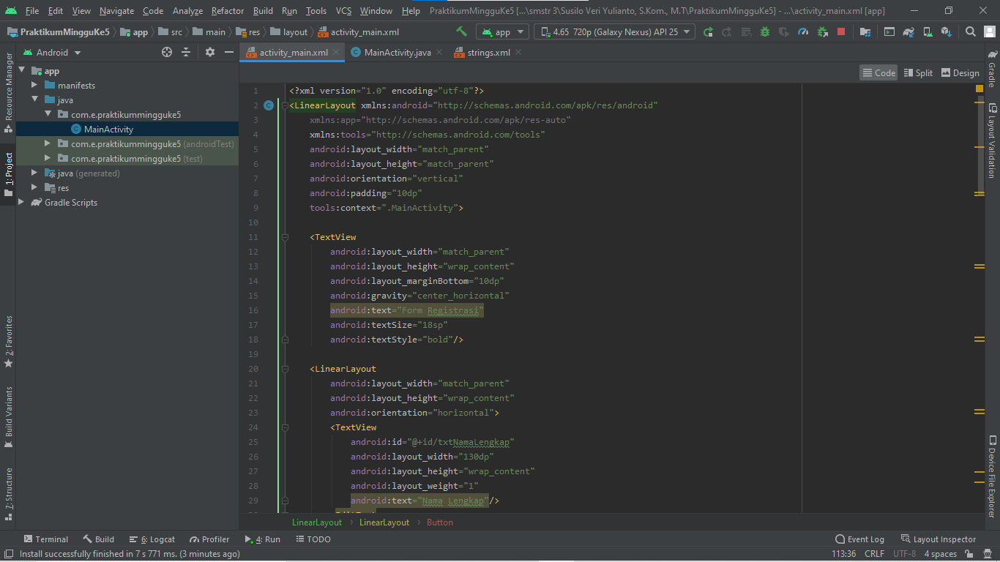 File Edit View Navigate Code Analyze Refactor Build Run Tools VCS Window Help PraktikumMingguKe5 [...\smstr 3\Susilo Veri Yulianto, S.Kom., M.T\PraktikumMingguKe5] - ...\activity_main.xml [app]
PraktikumMingguKe5 app src main res layout activity_main.xml app 4.65 720p (Galaxy Nexus) API 25
Android
activity_main.xml MainActivity.java strings.xml
Code Split Design
Resource Manager
1: Project
2: Favorites
Build Variants
7: Structure
app
manifests
java
com.e.praktikummingguke5
MainActivity
com.e.praktikummingguke5 (androidTest)
com.e.praktikummingguke5 (test)
java (generated)
res
Gradle Scripts
1 <?xml version="1.0" encoding="utf-8"?>
2 <LinearLayout xmlns:android="http://schemas.android.com/apk/res/android"
3 xmlns:app="http://schemas.android.com/apk/res-auto"
4 xmlns:tools="http://schemas.android.com/tools"
5 android:layout_width="match_parent"
6 android:layout_height="match_parent"
7 android:orientation="vertical"
8 android:padding="10dp"
9 tools:context=".MainActivity">
10
11 <TextView
12 android:layout_width="match_parent"
13 android:layout_height="wrap_content"
14 android:layout_marginBottom="10dp"
15 android:gravity="center_horizontal"
16 android:text="Form Registrasi"
17 android:textSize="18sp"
18 android:textStyle="bold"/>
19
20 <LinearLayout
21 android:layout_width="match_parent"
22 android:layout_height="wrap_content"
23 android:orientation="horizontal">
24 <TextView
25 android:id="@+id/txtNamaLengkap"
26 android:layout_width="130dp"
27 android:layout_height="wrap_content"
28 android:layout_weight="1"
29 android:text="Nama Lengkap"/>
LinearLayout LinearLayout Button
Gradle
Layout Validation
Device File Explorer
Terminal Build 6: Logcat Profiler 4: Run TODO Event Log Layout Inspector
Install successfully finished in 7 s 771 ms. (3 minutes ago) 113:36 CRLF UTF-8 4 spaces